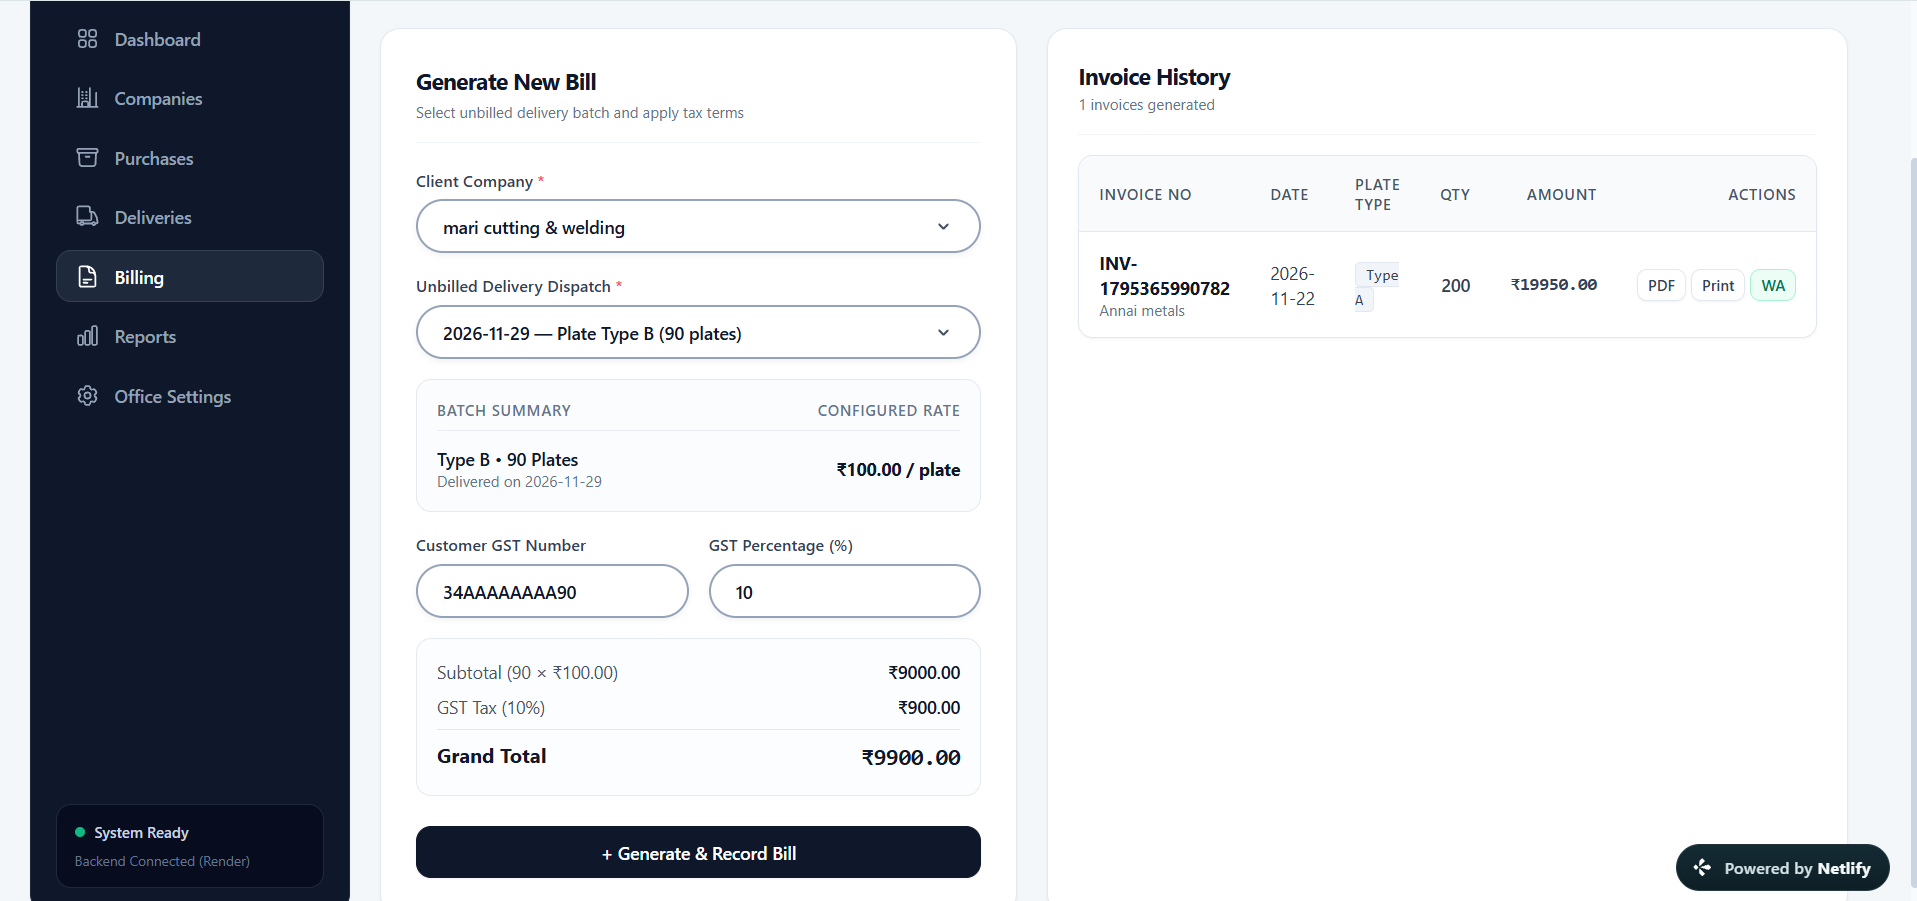 Dashboard
Companies
Purchases
Deliveries
Billing
Reports
Office Settings
System Ready
Backend Connected (Render)
Generate New Bill
Select unbilled delivery batch and apply tax terms
Client Company *
mari cutting & welding
Unbilled Delivery Dispatch *
2026-11-29 — Plate Type B (90 plates)
BATCH SUMMARY CONFIGURED RATE
Type B • 90 Plates
Delivered on 2026-11-29
₹100.00 / plate
Customer GST Number GST Percentage (%)
34AAAAAAAA90 10
Subtotal (90 × ₹100.00) ₹9000.00
GST Tax (10%) ₹900.00
Grand Total ₹9900.00
+ Generate & Record Bill
Invoice History
1 invoices generated
INVOICE NO DATE PLATE TYPE QTY AMOUNT ACTIONS
INV-
1795365990782
Annai metals
2026-
11-22
Type
A
200 ₹19950.00 PDF Print WA
Powered by Netlify